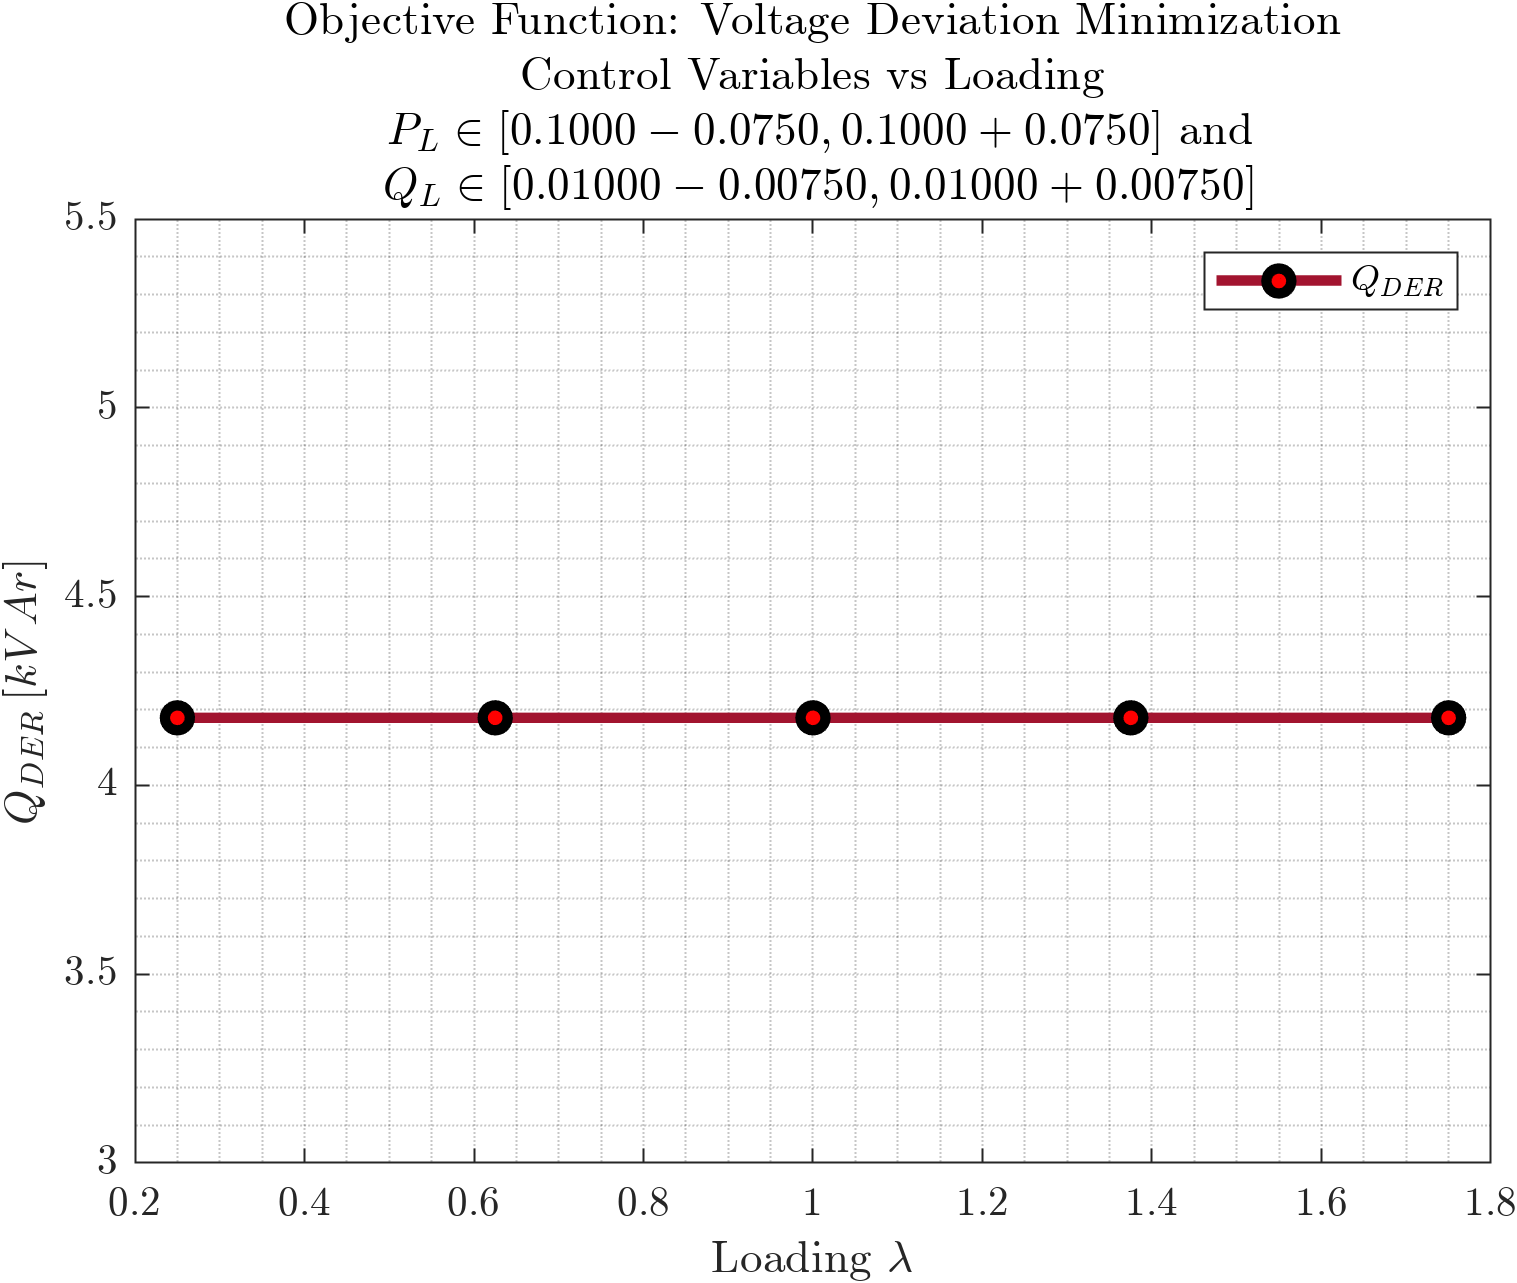 Objective Function: Voltage Deviation Minimization
Control Variables vs Loading
P_L ∈ [0.1000 − 0.0750, 0.1000 + 0.0750] and
Q_L ∈ [0.01000 − 0.00750, 0.01000 + 0.00750]
Q_DER
Q_DER [kV Ar]
5.5
5
4.5
4
3.5
3
0.2 0.4 0.6 0.8 1 1.2 1.4 1.6 1.8
Loading λ